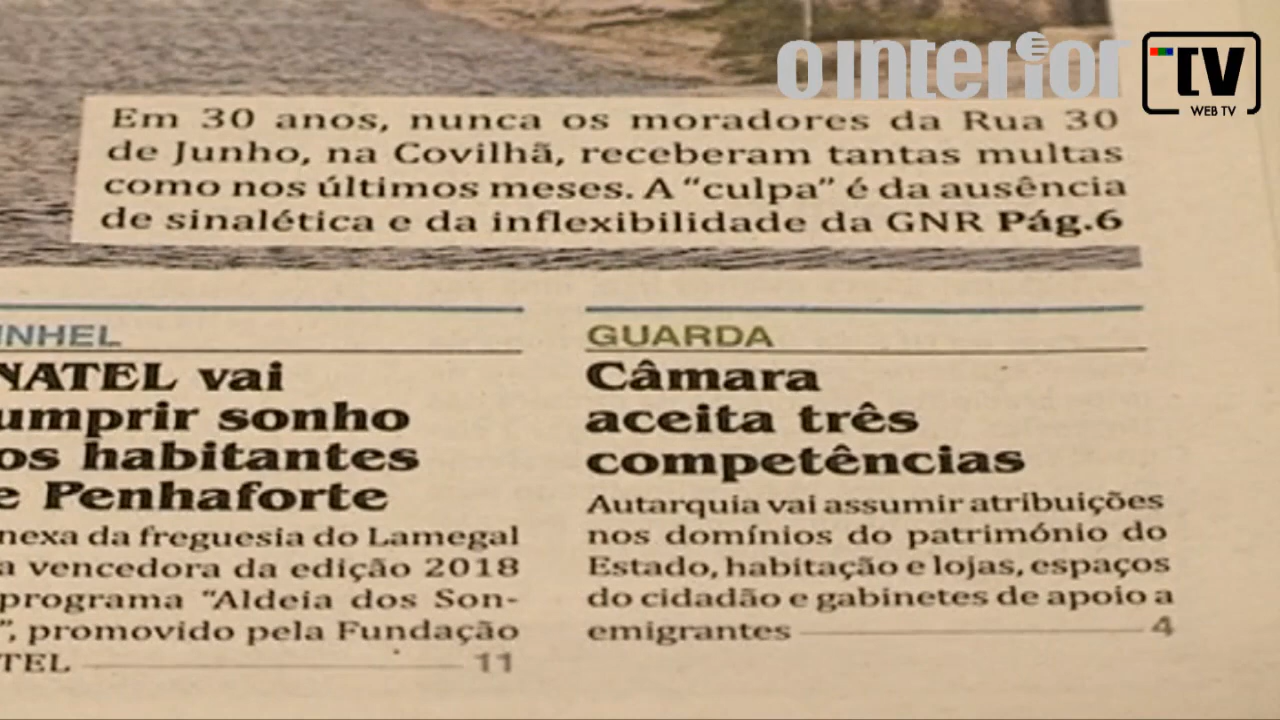 O INTERIOR TV
WEB TV
Em 30 anos, nunca os moradores da Rua 30
de Junho, na Covilhã, receberam tantas multas
como nos últimos meses. A “culpa” é da ausência
de sinalética e da inflexibilidade da GNR Pág.6
INHEL
NATEL vai
umprir sonho
os habitantes
e Penhaforte
nexa da freguesia do Lamegal
a vencedora da edição 2018
programa “Aldeia dos Son-
”, promovido pela Fundação
TEL 11
GUARDA
Câmara
aceita três
competências
Autarquia vai assumir atribuições
nos domínios do património do
Estado, habitação e lojas, espaços
do cidadão e gabinetes de apoio a
emigrantes 4